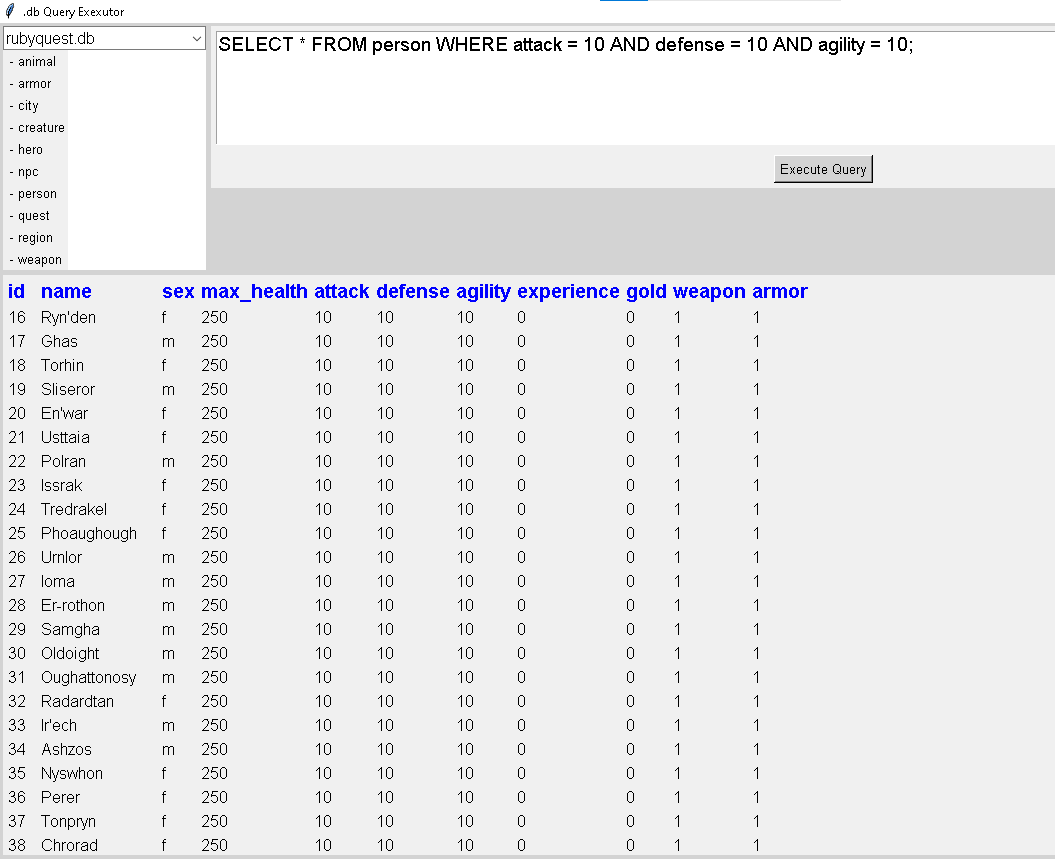 .db Query Exexutor
rubyquest.db
- animal
- armor
- city
- creature
- hero
- npc
- person
- quest
- region
- weapon
SELECT * FROM person WHERE attack = 10 AND defense = 10 AND agility = 10;
Execute Query
id name sex max_health attack defense agility experience gold weapon armor
16 Ryn'den f 250 10 10 10 0 0 1 1
17 Ghas m 250 10 10 10 0 0 1 1
18 Torhin f 250 10 10 10 0 0 1 1
19 Sliseror m 250 10 10 10 0 0 1 1
20 En'war f 250 10 10 10 0 0 1 1
21 Usttaia f 250 10 10 10 0 0 1 1
22 Polran m 250 10 10 10 0 0 1 1
23 Issrak f 250 10 10 10 0 0 1 1
24 Tredrakel f 250 10 10 10 0 0 1 1
25 Phoaughough f 250 10 10 10 0 0 1 1
26 Urnlor m 250 10 10 10 0 0 1 1
27 Ioma m 250 10 10 10 0 0 1 1
28 Er-rothon m 250 10 10 10 0 0 1 1
29 Samgha m 250 10 10 10 0 0 1 1
30 Oldoight m 250 10 10 10 0 0 1 1
31 Oughattonosy m 250 10 10 10 0 0 1 1
32 Radardtan f 250 10 10 10 0 0 1 1
33 Ir'ech m 250 10 10 10 0 0 1 1
34 Ashzos m 250 10 10 10 0 0 1 1
35 Nyswhon f 250 10 10 10 0 0 1 1
36 Perer f 250 10 10 10 0 0 1 1
37 Tonpryn f 250 10 10 10 0 0 1 1
38 Chrorad f 250 10 10 10 0 0 1 1